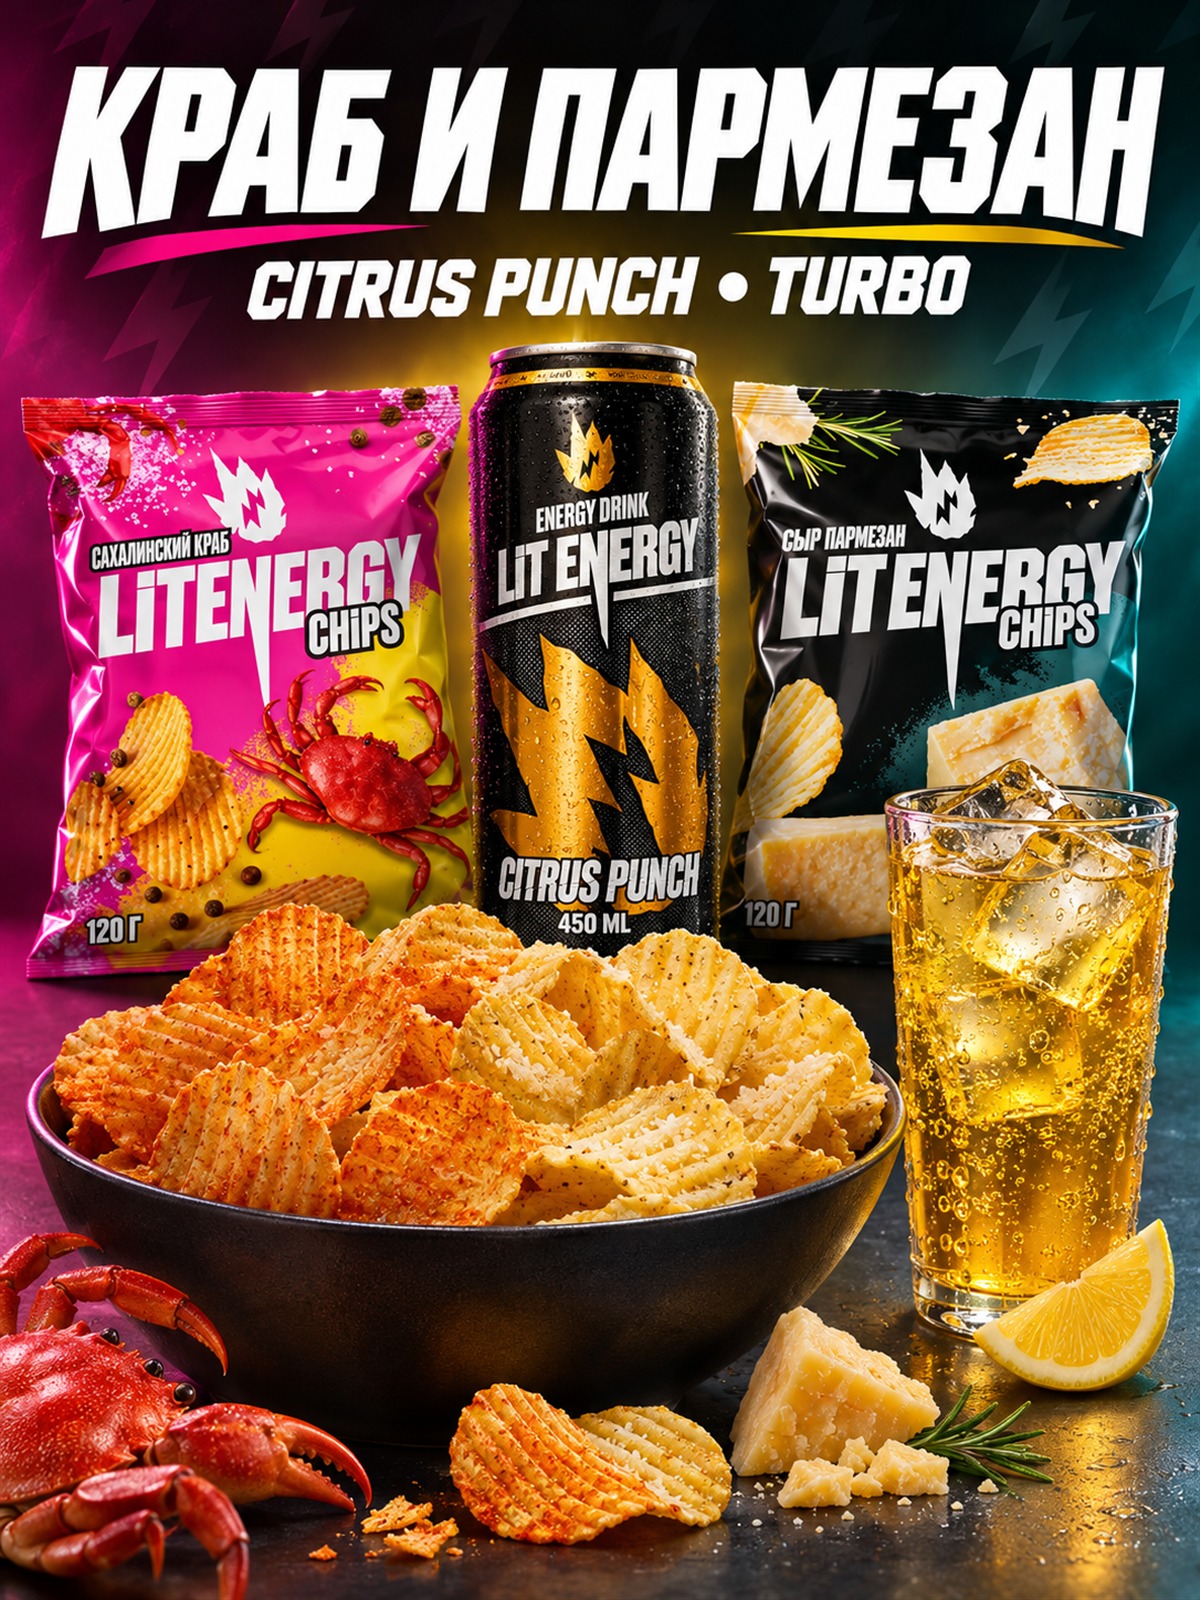 КРАБ И ПАРМЕЗАН
CITRUS PUNCH • TURBO
САХАЛИНСКИЙ КРАБ
LiTENERGY
CHiPS
120 Г
ENERGY DRINK
LiT ENERGY
CITRUS PUNCH
450 ML
СЫР ПАРМЕЗАН
LiTENERGY
CHiPS
120 Г